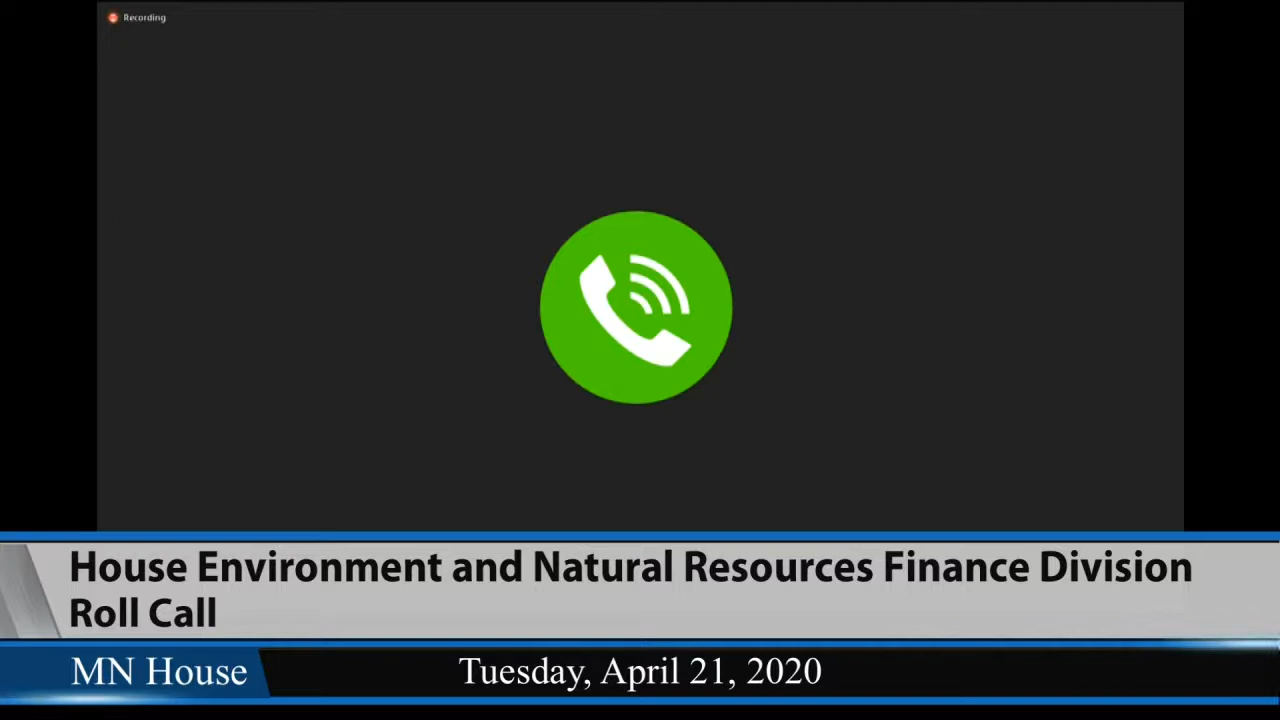 Recording
House Environment and Natural Resources Finance Division
Roll Call
MN House
Tuesday, April 21, 2020